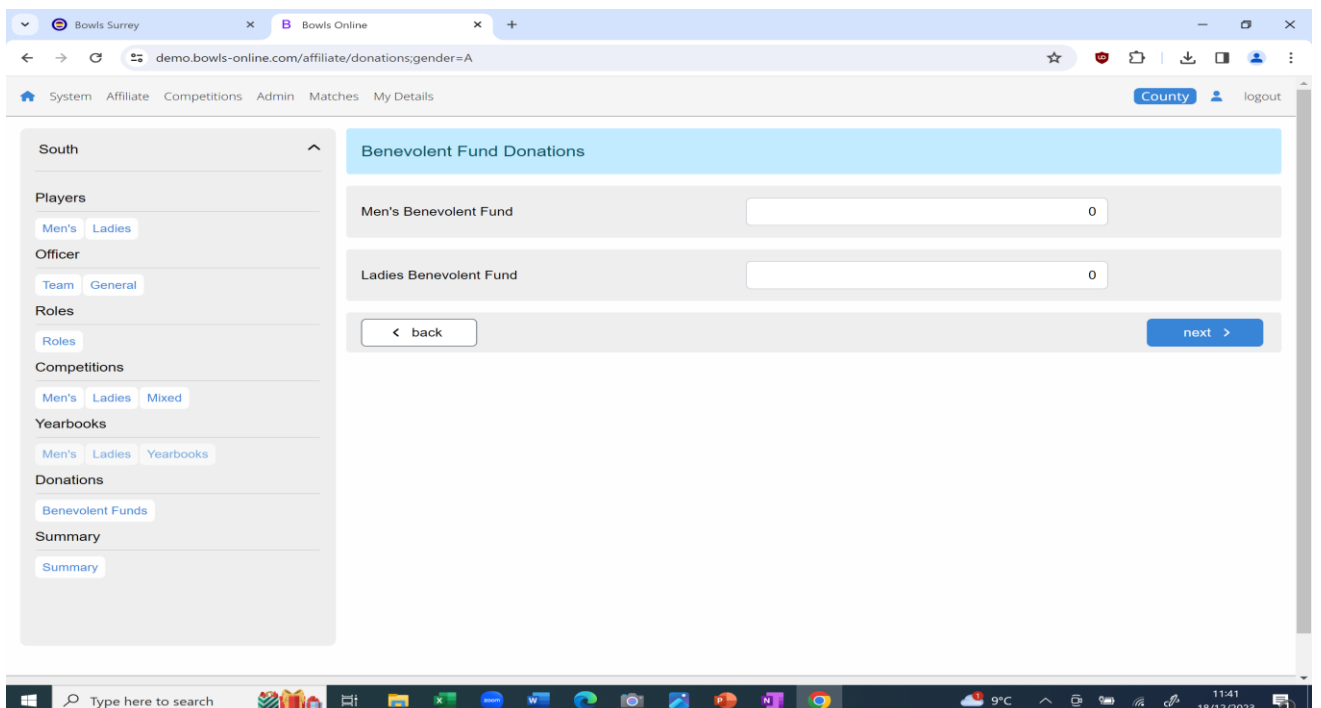 Bowls Surrey
B Bowls Online
demo.bowls-online.com/affiliate/donations;gender=A
System Affiliate Competitions Admin Matches My Details County logout
South
Benevolent Fund Donations
Players
Men's Benevolent Fund 0
Men's Ladies
Officer
Ladies Benevolent Fund 0
Team General
Roles
< back next >
Roles
Competitions
Men's Ladies Mixed
Yearbooks
Men's Ladies Yearbooks
Donations
Benevolent Funds
Summary
Summary
Type here to search
9°C
11:41
18/12/2023